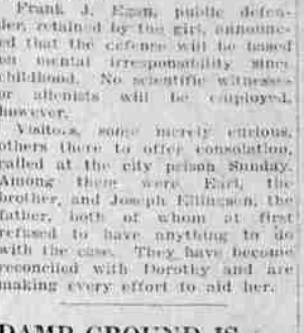 Frank J. Egan, public defen-
der, retained by the girl, announc-
ed that the defense will be based
on mental irresponsibility since
childhood. No scientific witnesses
or alienists will be employed,
however.
Visitors, some merely curious,
others there to offer consolation,
called at the city prison Sunday.
Among them were Earl, the
brother, and Joseph Ellingson, the
father, both of whom at first
refused to have anything to do
with the case. They have become
reconciled with Dorothy and are
making every effort to aid her.
DAMP GROUND IS